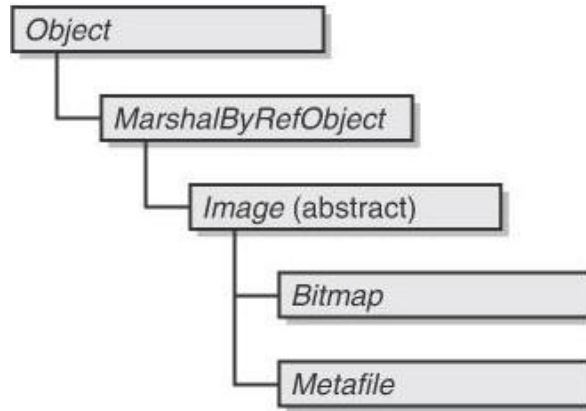 Object
MarshalByRefObject
Image (abstract)
Bitmap
Metafile